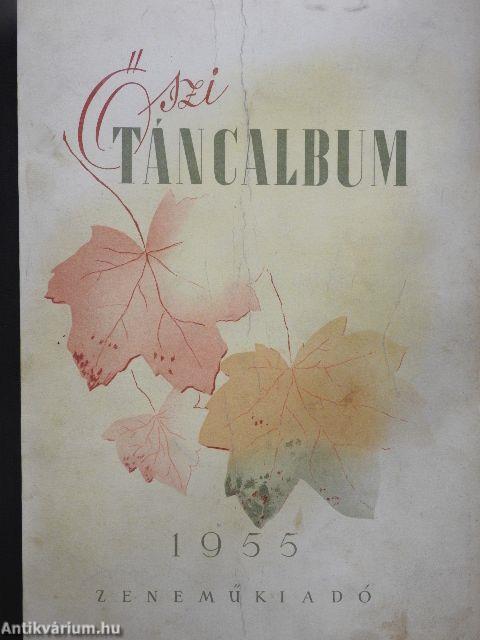 Őszi
TÁNCALBUM
1955
ZENEMŰKIADÓ
Antikvárium.hu